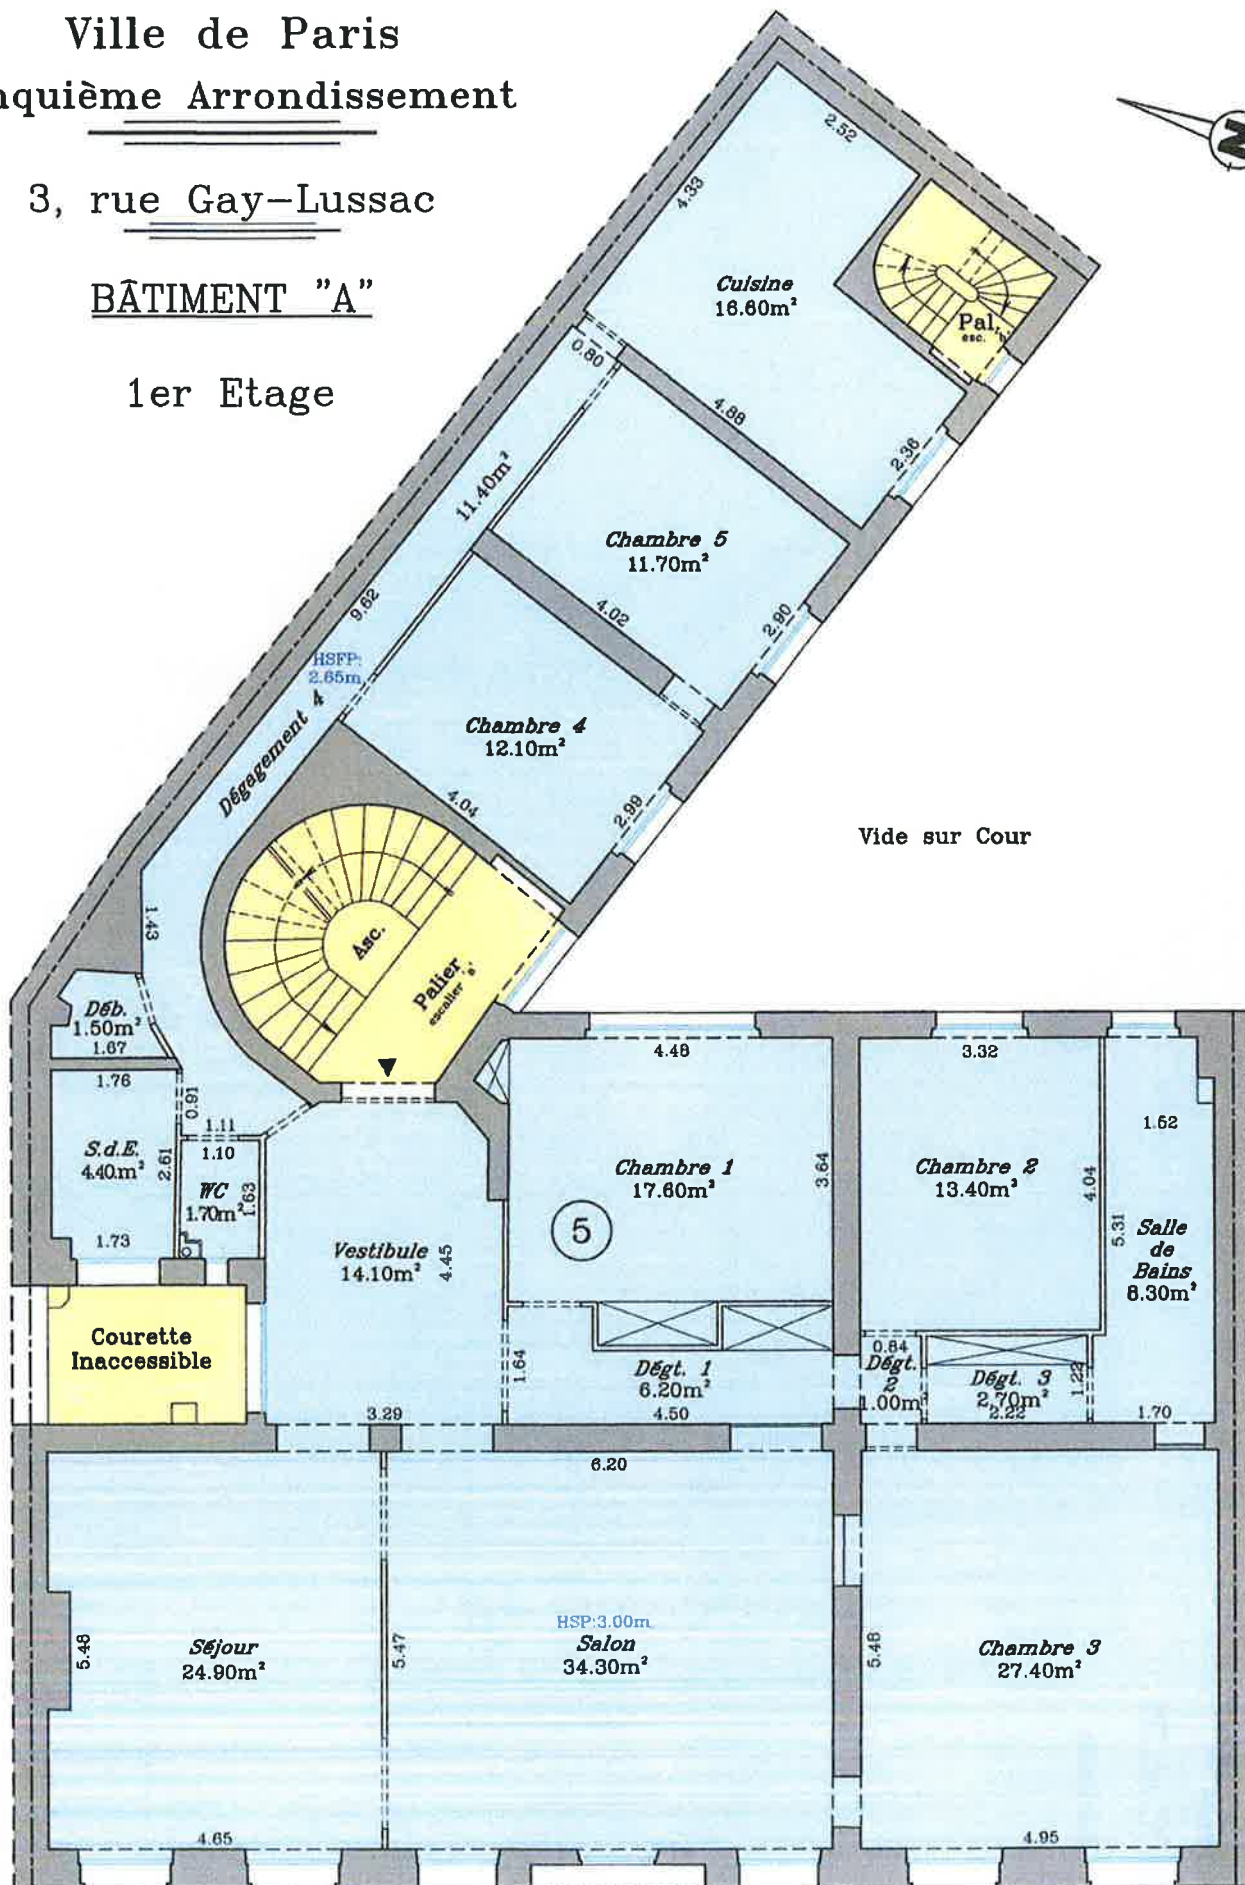 Ville de Paris
nquième Arrondissement
3, rue Gay-Lussac
BÂTIMENT "A"
1er Etage
N
2.52
4.33
Cuisine
16.60m²
Pal.
esc. 'b'
0.80
4.88
2.36
11.40m²
Chambre 5
11.70m²
9.62
4.02
2.90
HSFP:
2.65m
Dégagement 4
Chambre 4
12.10m²
4.04
2.99
Vide sur Cour
1.43
Asc.
Palier
escalier 'a'
Déb.
1.50m²
1.67
4.48
3.32
1.76
0.91
1.11
1.10
1.52
S.d.E.
4.40m²
2.61
WC
1.70m²
1.63
Chambre 1
17.60m²
3.64
Chambre 2
13.40m²
4.04
5.31
1.73
5
Vestibule
14.10m²
4.45
Salle
de
Bains
8.30m²
Courette
Inaccessible
1.64
Dégt. 1
6.20m²
4.50
0.84
Dégt.
2
1.00m²
Dégt. 3
2.70m²
2.22
1.22
1.70
3.29
6.20
5.48
Séjour
24.90m²
5.47
HSP:3.00m
Salon
34.30m²
5.48
Chambre 3
27.40m²
4.65
4.95